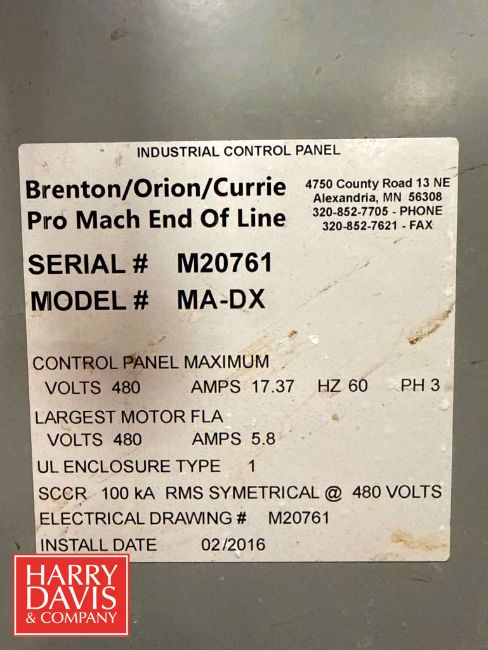 INDUSTRIAL CONTROL PANEL
Brenton/Orion/Currie
Pro Mach End Of Line
4750 County Road 13 NE
Alexandria, MN 56308
320-852-7705 - PHONE
320-852-7621 - FAX
SERIAL # M20761
MODEL # MA-DX
CONTROL PANEL MAXIMUM
VOLTS 480 AMPS 17.37 HZ 60 PH 3
LARGEST MOTOR FLA
VOLTS 480 AMPS 5.8
UL ENCLOSURE TYPE 1
SCCR 100 kA RMS SYMETRICAL @ 480 VOLTS
ELECTRICAL DRAWING # M20761
INSTALL DATE 02/2016
HARRY
DAVIS
& COMPANY